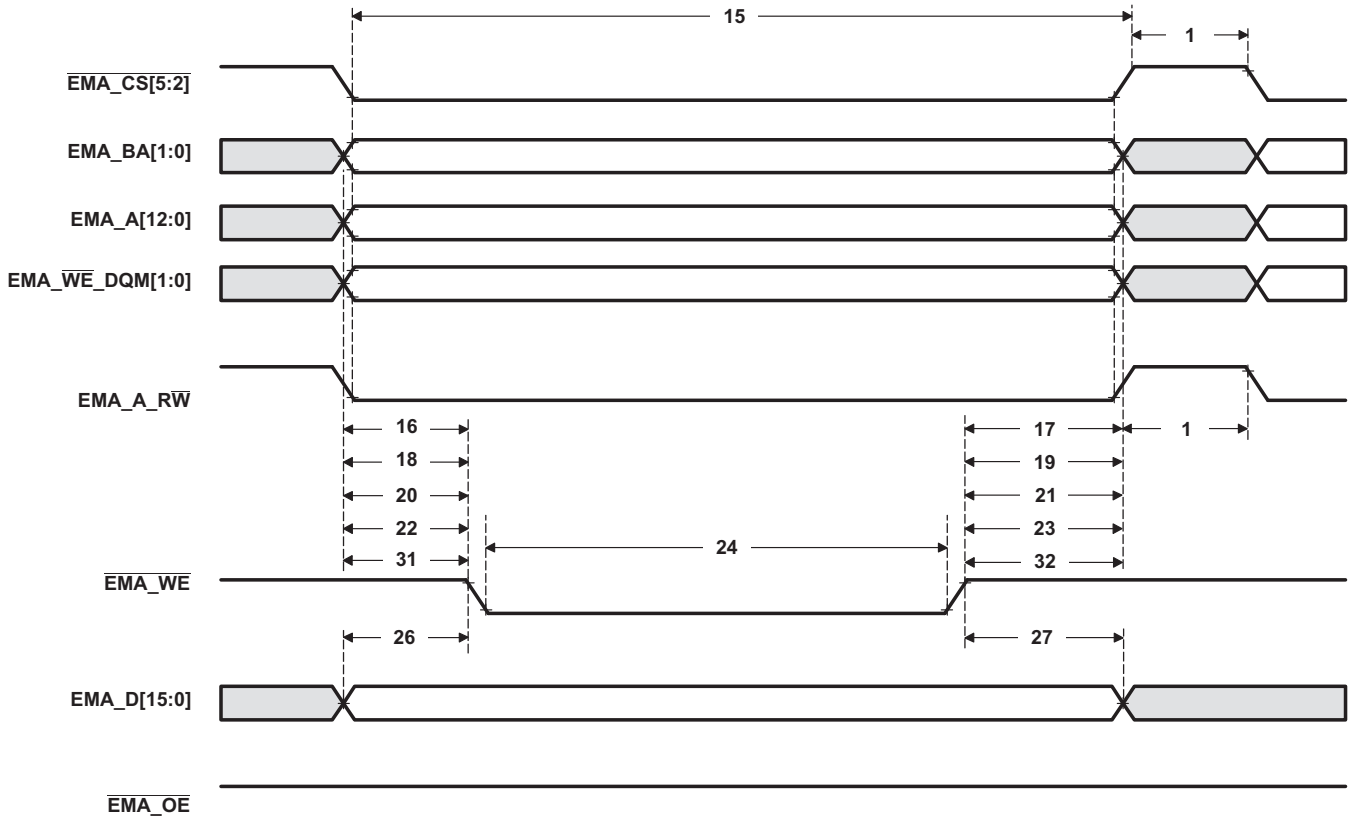 15
1
EMA_CS[5:2]
EMA_BA[1:0]
EMA_A[12:0]
EMA_WE_DQM[1:0]
EMA_A_RW
16
17
1
18
19
20
21
22
23
24
31
32
EMA_WE
26
27
EMA_D[15:0]
EMA_OE